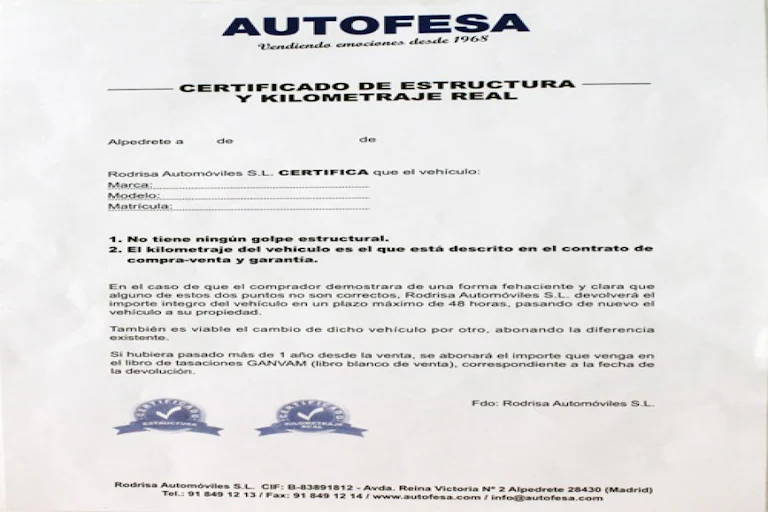 AUTOFESA
Vendiendo emociones desde 1968
CERTIFICADO DE ESTRUCTURA
Y KILOMETRAJE REAL
Alpedrete a de de
Rodrisa Automóviles S.L. CERTIFICA que el vehículo:
Marca:
Modelo:
Matrícula:
1. No tiene ningún golpe estructural.
2. El kilometraje del vehículo es el que está descrito en el contrato de
compra-venta y garantía.
En el caso de que el comprador demostrara de una forma fehaciente y clara que
alguno de estos dos puntos no son correctos, Rodrisa Automóviles S.L. devolverá el
importe integro del vehículo en un plazo máximo de 48 horas, pasando de nuevo el
vehículo a su propiedad.
También es viable el cambio de dicho vehículo por otro, abonando la diferencia
existente.
Si hubiera pasado más de 1 año desde la venta, se abonará el importe que venga en
el libro de tasaciones GANVAM (libro blanco de venta), correspondiente a la fecha de
la devolución.
Fdo: Rodrisa Automóviles S.L.
CERTIFICADO
ESTRUCTURA
CERTIFICADO
KILOMETRAJE
REAL
Rodrisa Automóviles S.L. CIF: B-83891812 - Avda. Reina Victoria Nº 2 Alpedrete 28430 (Madrid)
Tel.: 91 849 12 13 / Fax: 91 849 12 14 / www.autofesa.com / info@autofesa.com